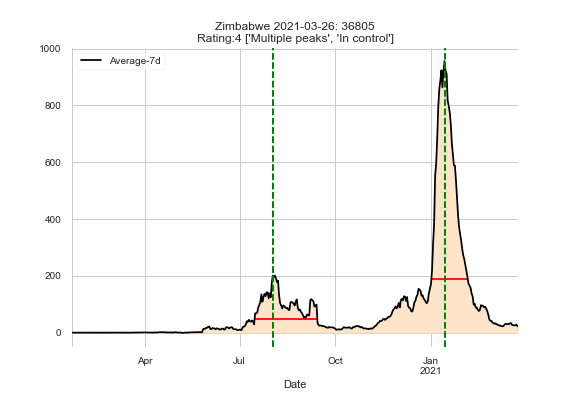 Zimbabwe 2021-03-26: 36805
Rating:4 ['Multiple peaks', 'In control']
Average-7d
1000
800
600
400
200
0
Apr
Jul
Oct
Jan
2021
Date